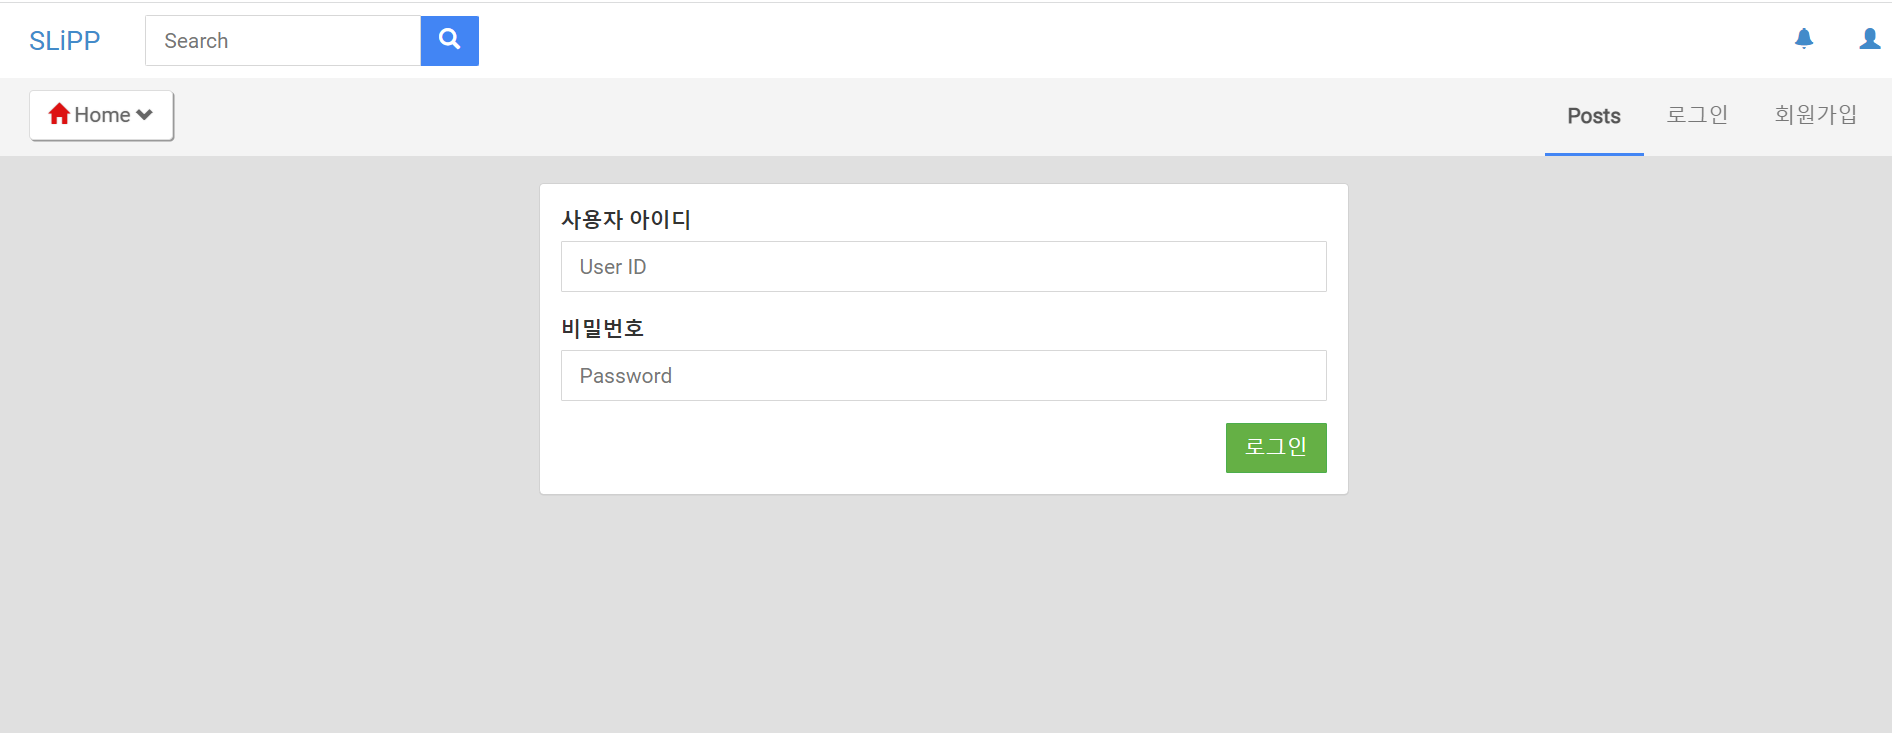 SLiPP
Search
Home
Posts
로그인
회원가입
사용자 아이디
User ID
비밀번호
Password
로그인